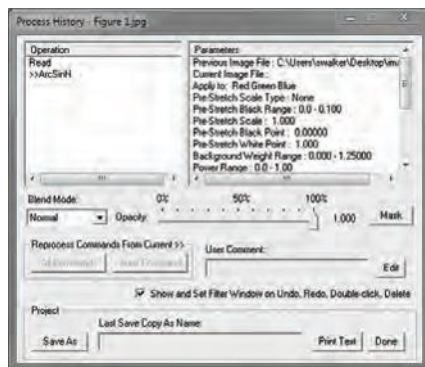 Process History - Figure 1.jpg
Operation
Read
>>ArcSinH
Parameters
Previous Image File : C:\Users\swalker\Desktop\im
Current Image File :
Apply to: Red Green Blue
Pre-Stretch Scale Type : None
Pre-Stretch Black Range : 0.0 - 0.100
Pre-Stretch Scale : 1.000
Pre-Stretch Black Point : 0.00000
Pre-Stretch White Point : 1.000
Background Weight Range : 0.000 - 1.25000
Power Range : 0.0 - 1.00
Blend Mode:
0% 50% 100%
Normal Opacity: 1.000 Mask
Reprocess Commands From Current >>
User Comment:
Edit
Show and Set Filter Window on Undo, Redo, Double-click, Delete
Project
Last Save Copy As Name:
Save As Print Text Done